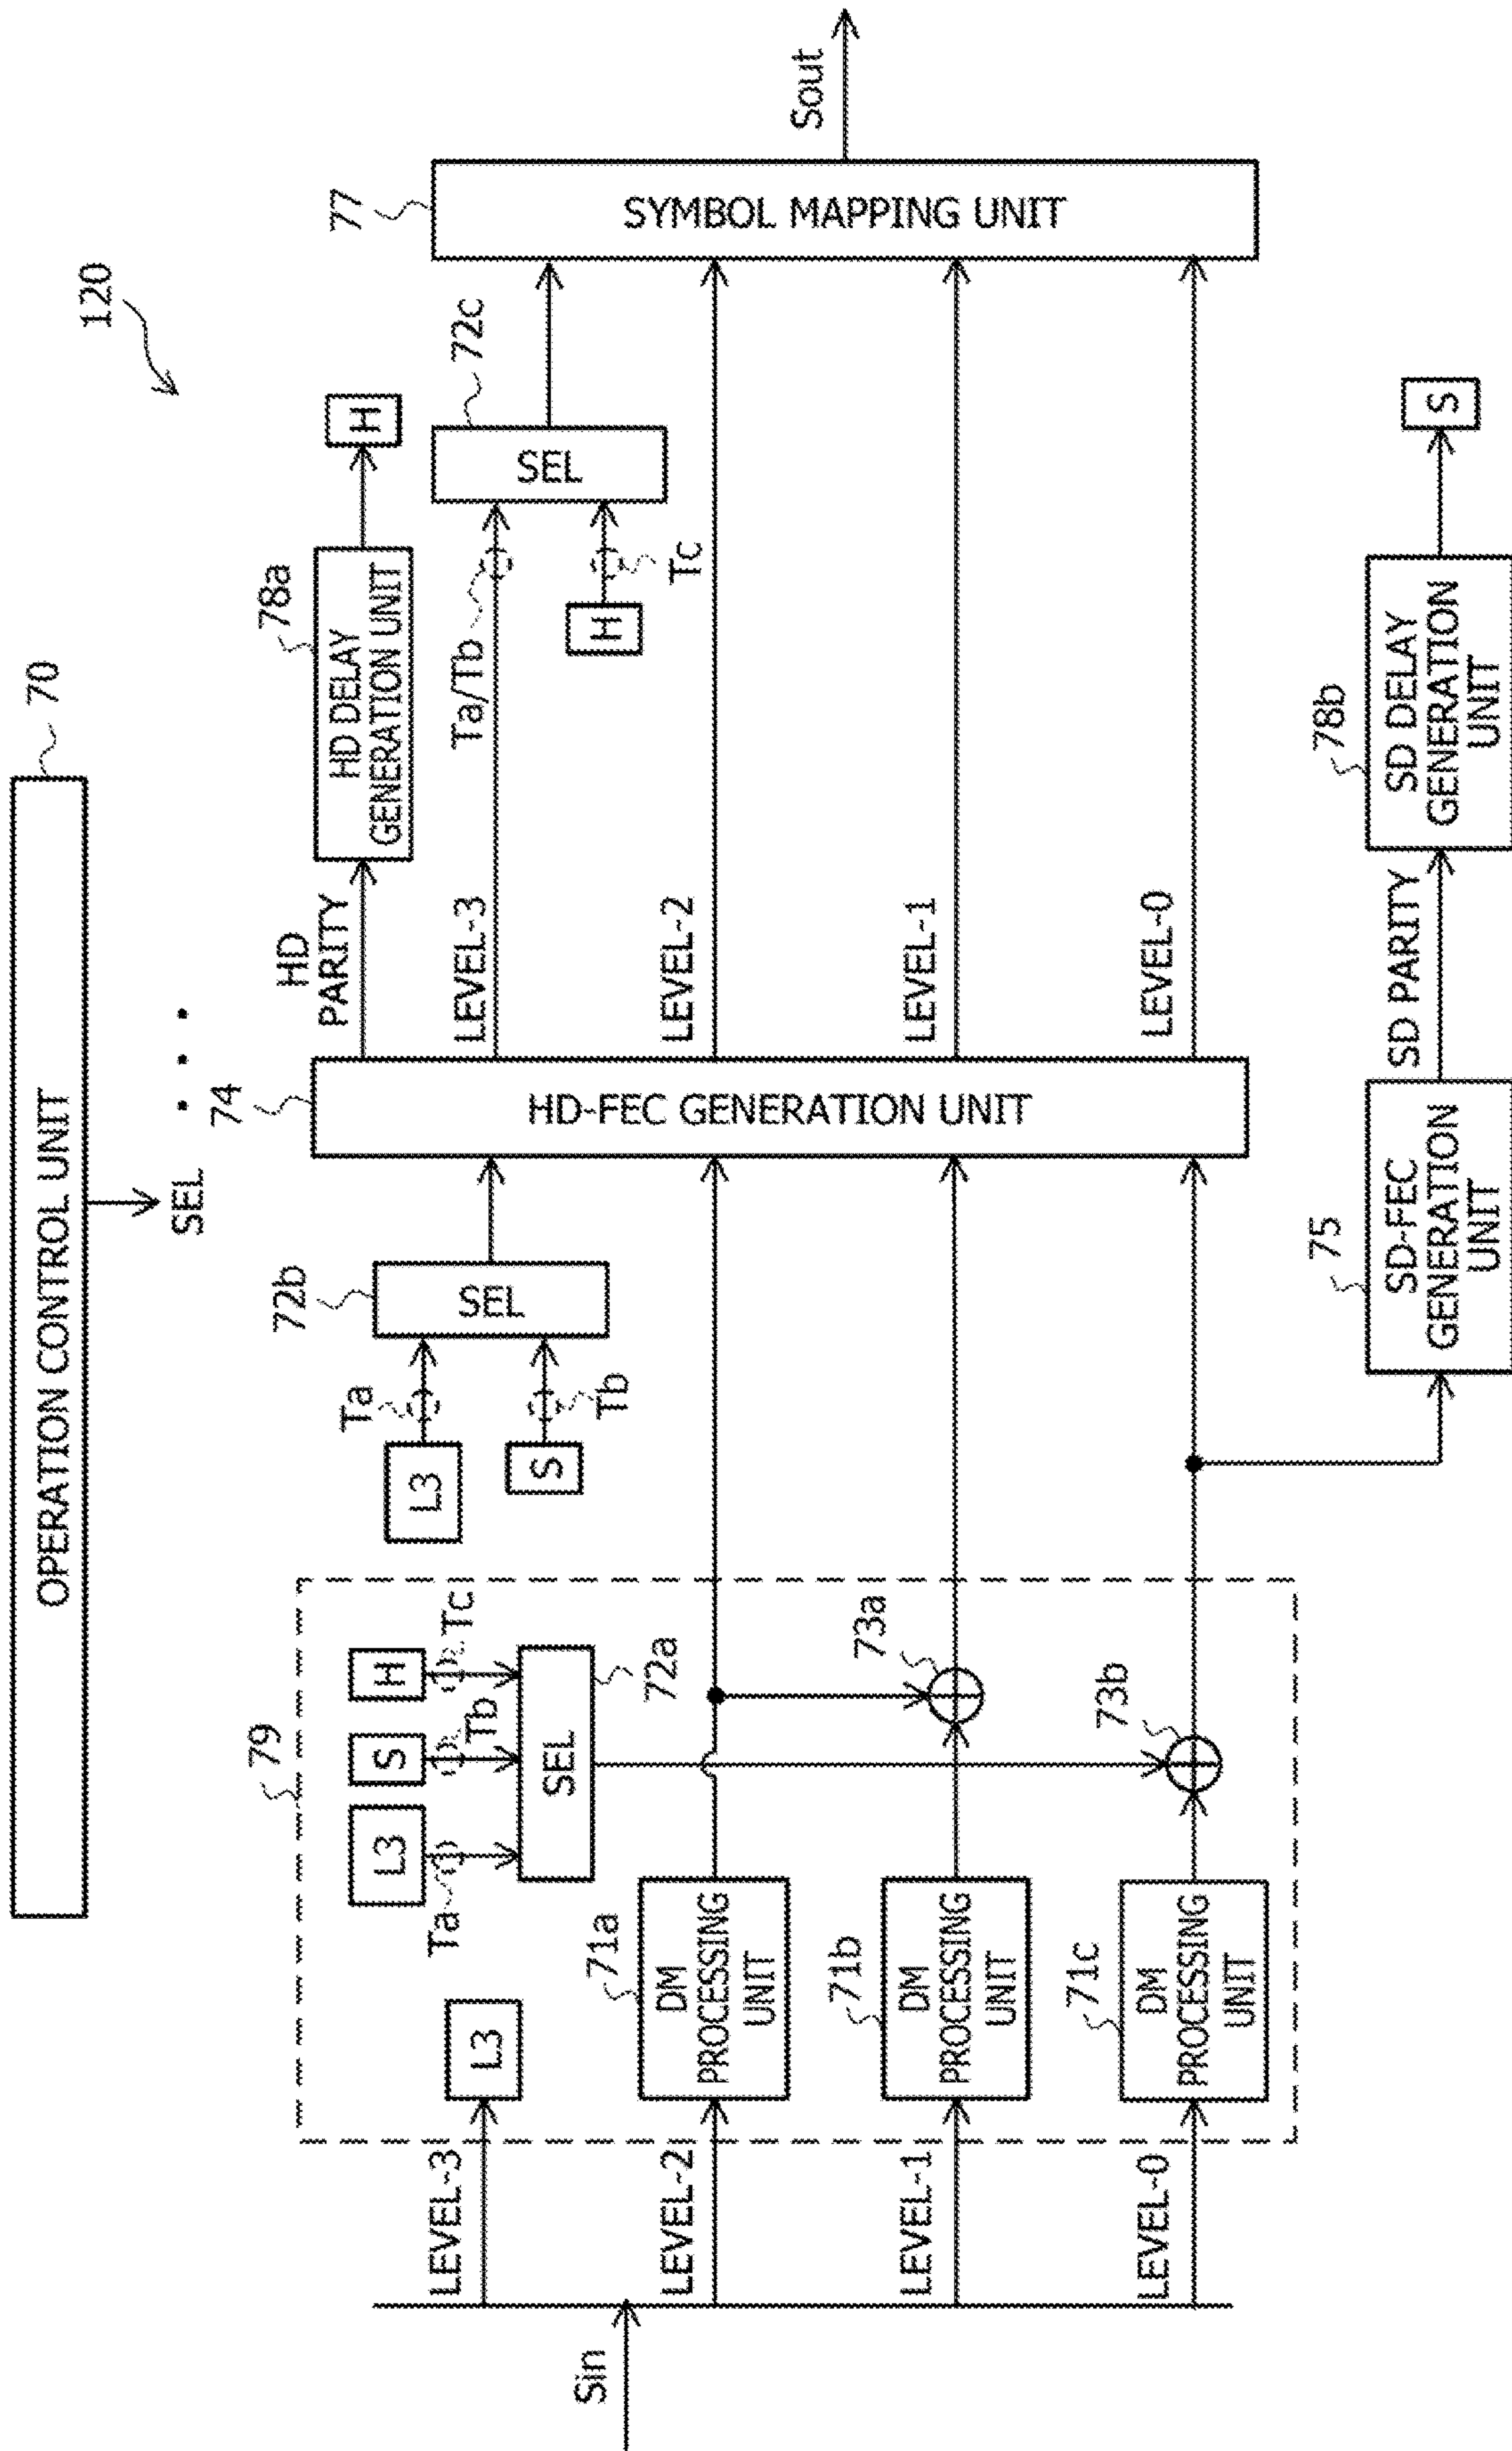 120
70
OPERATION CONTROL UNIT
SEL
...
79
L3
S
H
Ta
Tb
Tc
SEL
72a
Sin
LEVEL-3
L3
LEVEL-2
71a
DM
PROCESSING
UNIT
LEVEL-1
71b
DM
PROCESSING
UNIT
73a
LEVEL-0
71c
DM
PROCESSING
UNIT
73b
L3
Ta
S
Tb
72b
SEL
74
HD-FEC GENERATION UNIT
HD
PARITY
78a
HD DELAY
GENERATION UNIT
H
LEVEL-3
Ta/Tb
H
Tc
72c
SEL
LEVEL-2
LEVEL-1
LEVEL-0
77
SYMBOL MAPPING UNIT
Sout
75
SD-FEC
GENERATION
UNIT
SD PARITY
78b
SD DELAY
GENERATION
UNIT
S